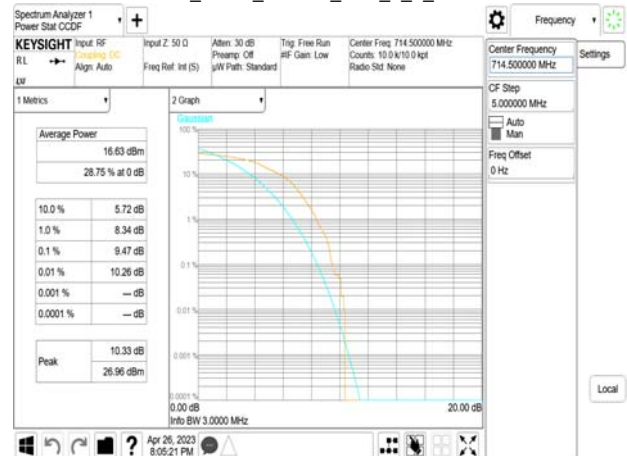 Spectrum Analyzer 1
Power Stat CCDF
+
Frequency
KEYSIGHT
RL
Input: RF
Coupling: DC
Align: Auto
Input Z: 50 Ω
Freq Ref: Int (S)
Atten: 30 dB
Preamp: Off
µW Path: Standard
Trig: Free Run
#IF Gain: Low
Center Freq: 714.500000 MHz
Counts: 10.0 k/10.0 kpt
Radio Std: None
1 Metrics
2 Graph
Average Power
16.63 dBm
28.75 % at 0 dB
10.0 % 5.72 dB
1.0 % 8.34 dB
0.1 % 9.47 dB
0.01 % 10.26 dB
0.001 % --- dB
0.0001 % --- dB
Peak
10.33 dB
26.96 dBm
Gaussian
100 %
10 %
1 %
0.1 %
0.01 %
0.001 %
0.0001 %
0.00 dB
20.00 dB
Info BW 3.0000 MHz
Center Frequency
714.500000 MHz
CF Step
5.000000 MHz
Auto
Man
Freq Offset
0 Hz
Settings
Local
?
Apr 26, 2023
8:05:21 PM